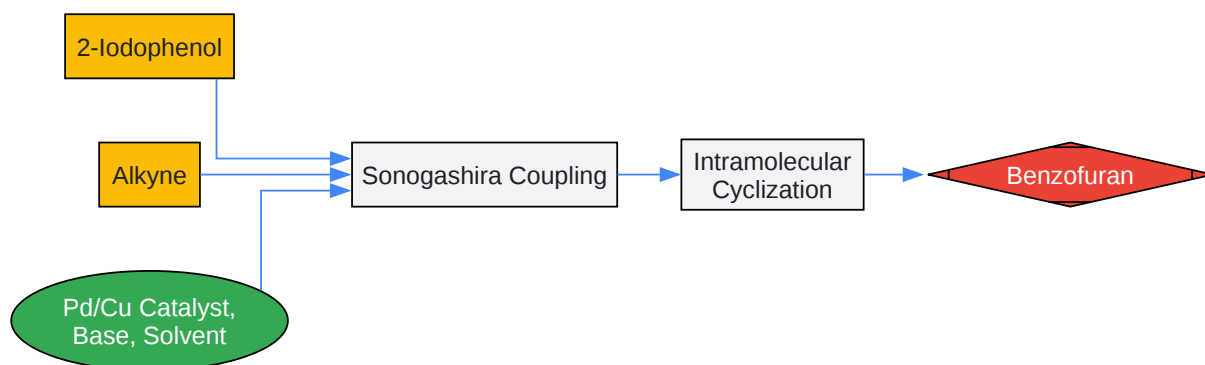 2-Iodophenol
Alkyne
Pd/Cu Catalyst,
Base, Solvent
Sonogashira Coupling
Intramolecular
Cyclization
Benzofuran